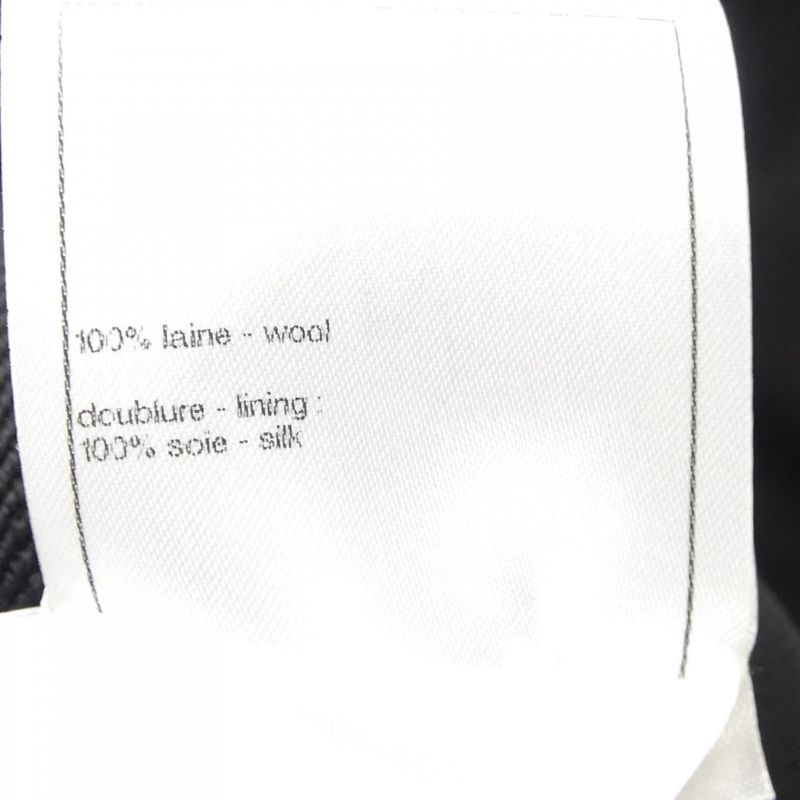 100% laine - wool
doublure - lining :
100% soie - silk